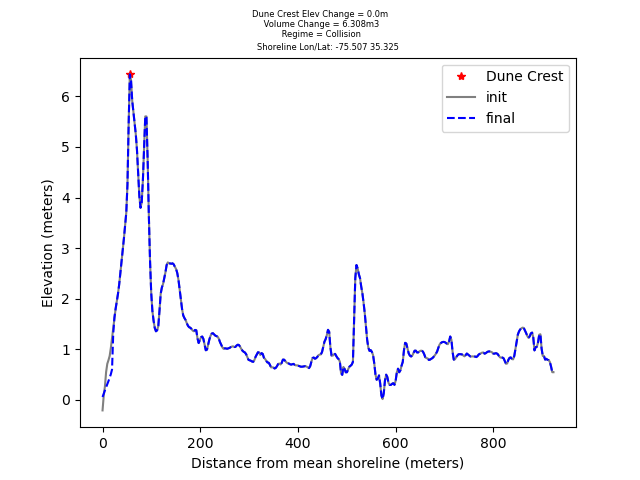 Dune Crest Elev Change = 0.0m
Volume Change = 6.308m3
Regime = Collision
Shoreline Lon/Lat: -75.507 35.325
Dune Crest
init
final
Elevation (meters)
6
5
4
3
2
1
0
0 200 400 600 800
Distance from mean shoreline (meters)